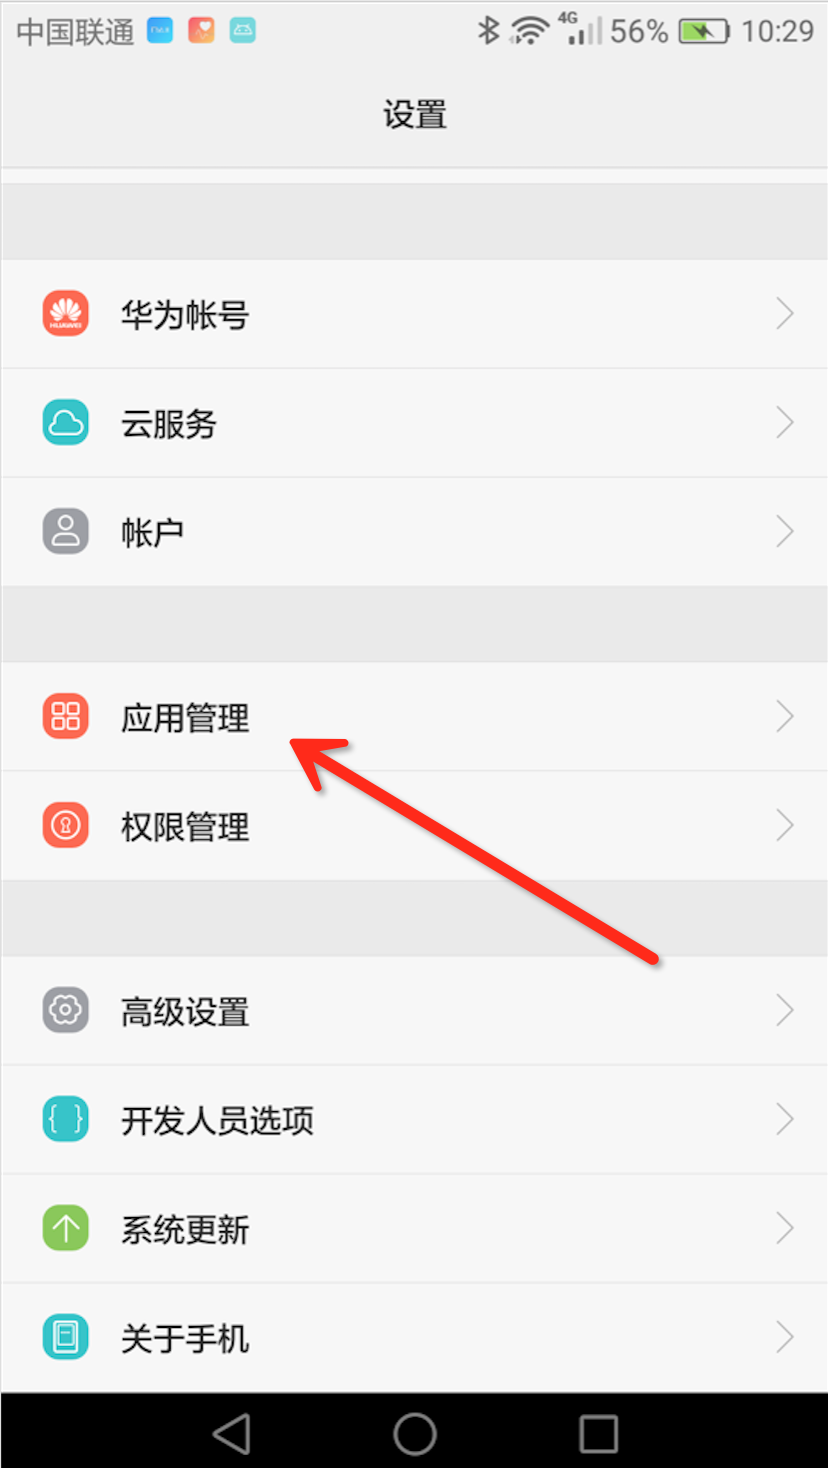 中国联通 4G 56% 10:29
设置
HUAWEI
华为帐号
云服务
帐户
应用管理
权限管理
高级设置
开发人员选项
系统更新
关于手机